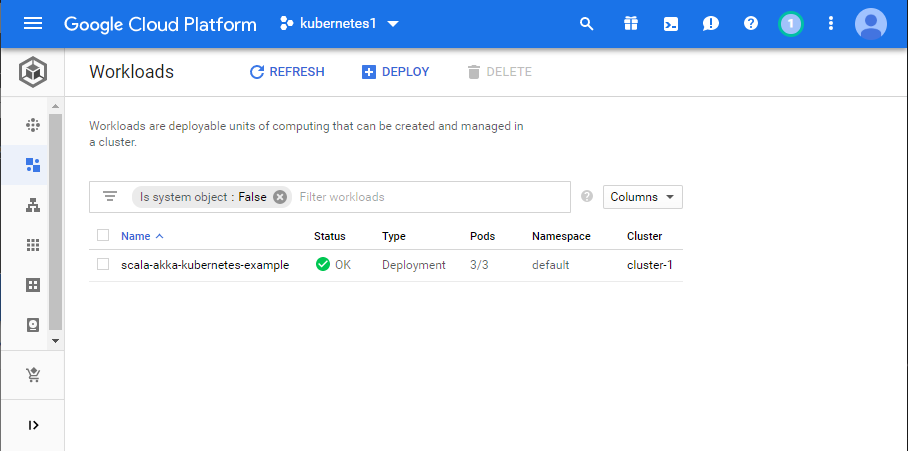 Google Cloud Platform kubernetes1 1
Workloads REFRESH DEPLOY DELETE
Workloads are deployable units of computing that can be created and managed in
a cluster.
Is system object : False Filter workloads Columns
Name Status Type Pods Namespace Cluster
scala-akka-kubernetes-example OK Deployment 3/3 default cluster-1